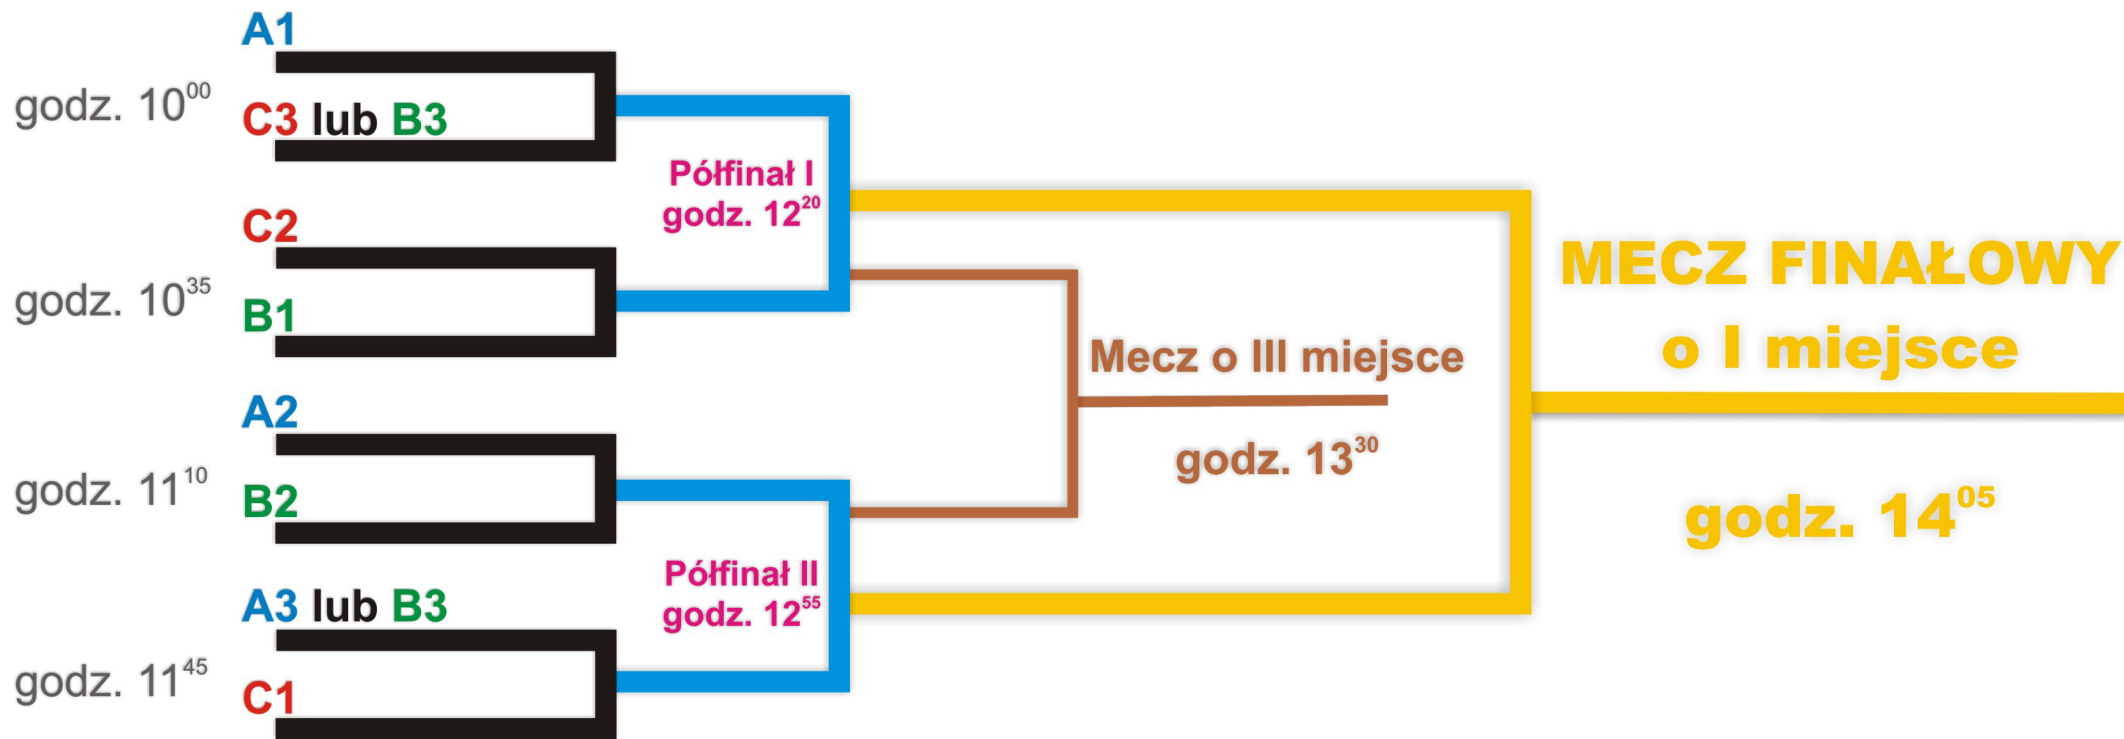 A1
godz. 10⁰⁰
C3 lub B3
Półfinał I
godz. 12²⁰
C2
godz. 10³⁵
B1
MECZ FINAŁOWY
o I miejsce
Mecz o III miejsce
godz. 13³⁰
godz. 14⁰⁵
A2
godz. 11¹⁰
B2
Półfinał II
godz. 12⁵⁵
A3 lub B3
godz. 11⁴⁵
C1